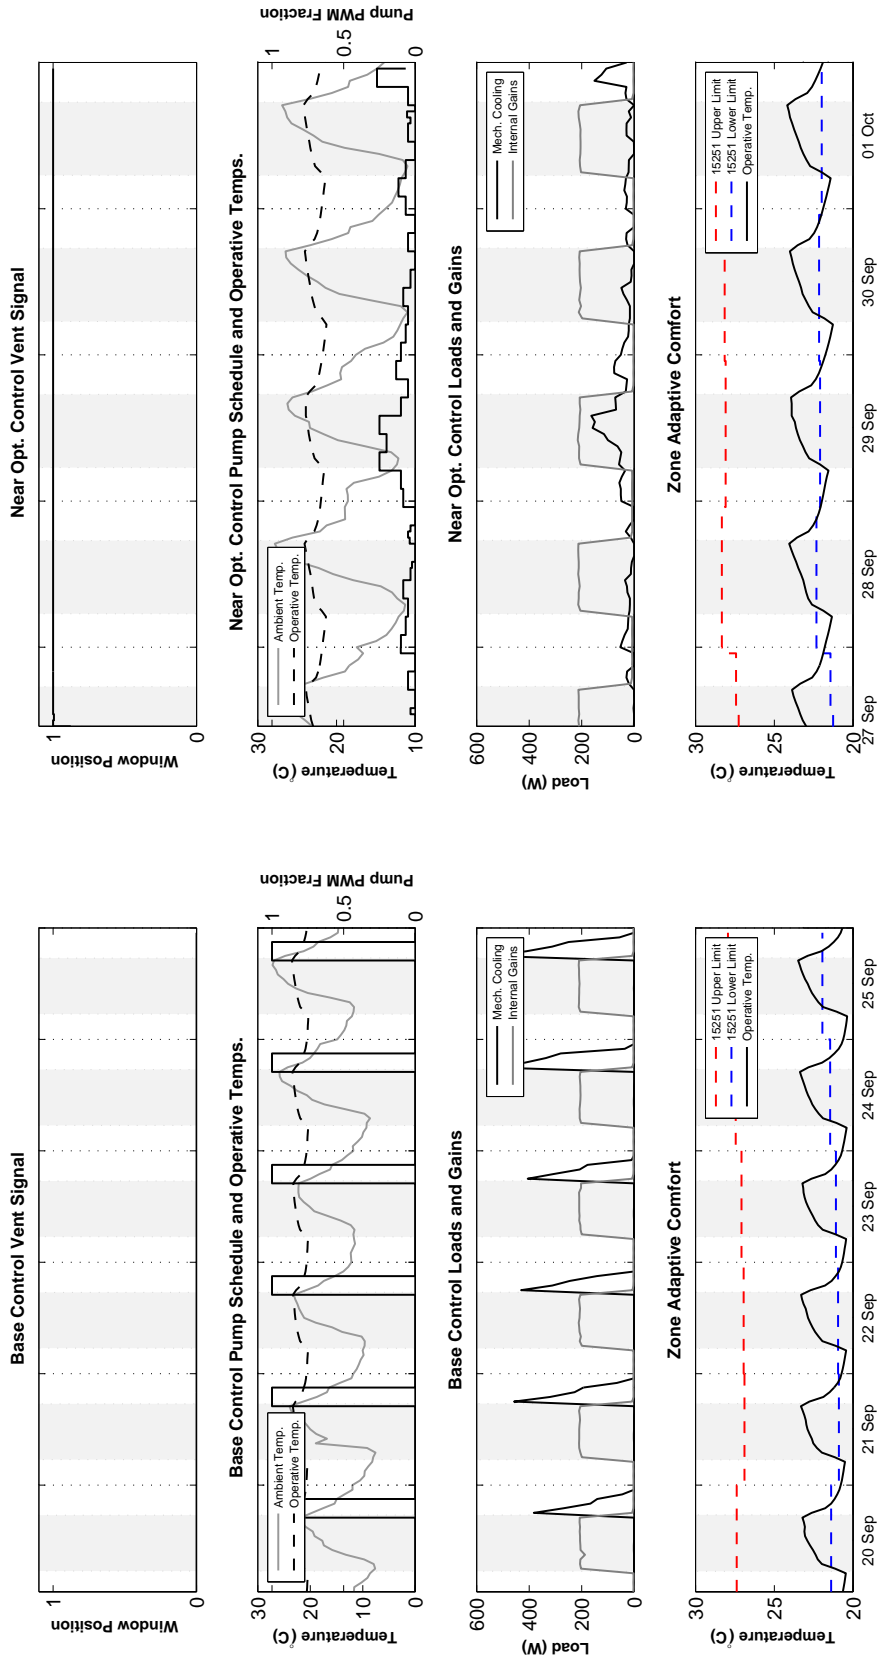 Base Control Vent Signal
1
0
Window Position
Base Control Pump Schedule and Operative Temps.
30
20
10
0
Temperature (°C)
1
0.5
0
Pump PWM Fraction
Ambient Temp.
Operative Temp.
Base Control Loads and Gains
600
400
200
0
Load (W)
Mech. Cooling
Internal Gains
Zone Adaptive Comfort
30
25
20
Temperature (°C)
15251 Upper Limit
15251 Lower Limit
Operative Temp.
20 Sep
21 Sep
22 Sep
23 Sep
24 Sep
25 Sep
Near Opt. Control Vent Signal
1
0
Window Position
Near Opt. Control Pump Schedule and Operative Temps.
30
20
10
Temperature (°C)
1
0.5
0
Pump PWM Fraction
Ambient Temp.
Operative Temp.
Near Opt. Control Loads and Gains
600
400
200
0
Load (W)
Mech. Cooling
Internal Gains
Zone Adaptive Comfort
30
25
20
Temperature (°C)
15251 Upper Limit
15251 Lower Limit
Operative Temp.
27 Sep
28 Sep
29 Sep
30 Sep
01 Oct